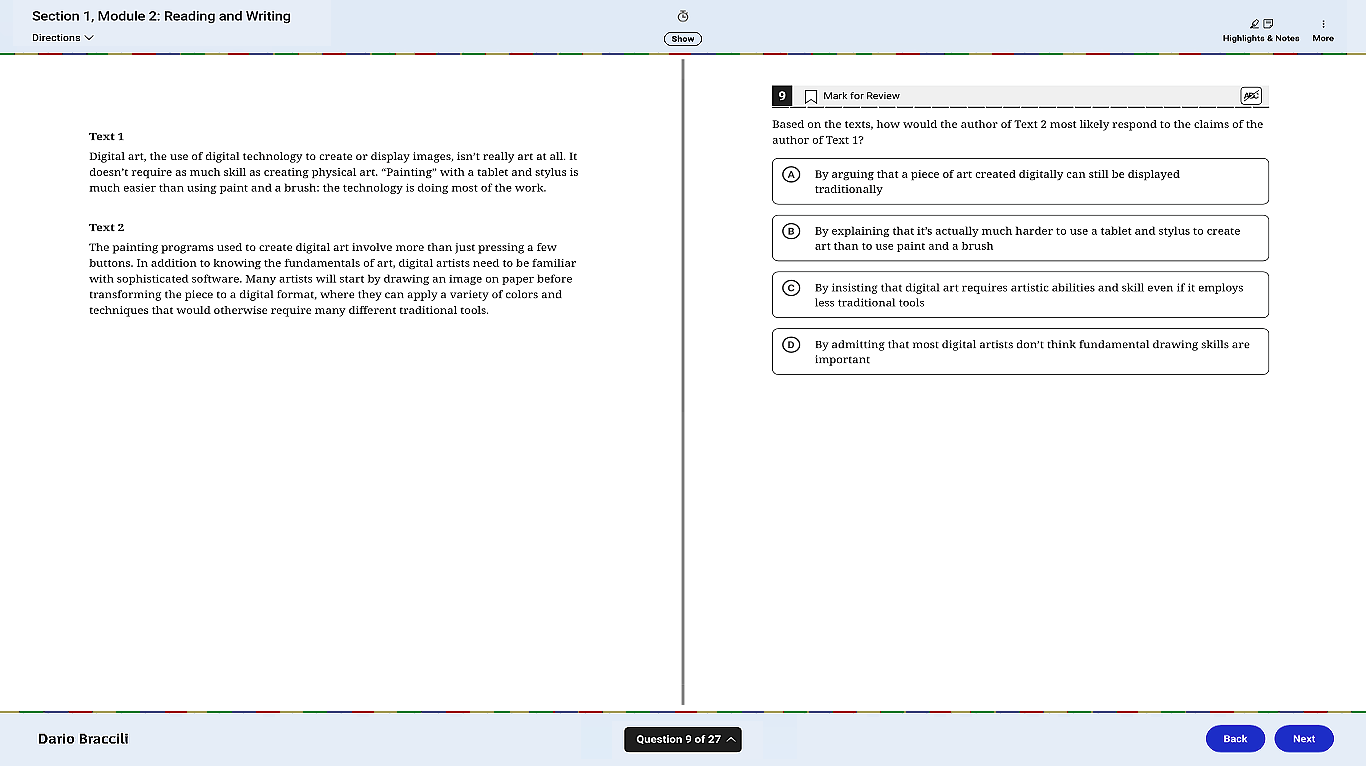 Section 1, Module 2: Reading and Writing
Directions
Show
Highlights & Notes
More
Text 1
Digital art, the use of digital technology to create or display images, isn't really art at all. It
doesn't require as much skill as creating physical art. “Painting” with a tablet and stylus is
much easier than using paint and a brush: the technology is doing most of the work.
Text 2
The painting programs used to create digital art involve more than just pressing a few
buttons. In addition to knowing the fundamentals of art, digital artists need to be familiar
with sophisticated software. Many artists will start by drawing an image on paper before
transforming the piece to a digital format, where they can apply a variety of colors and
techniques that would otherwise require many different traditional tools.
9
Mark for Review
ABC
Based on the texts, how would the author of Text 2 most likely respond to the claims of the
author of Text 1?
A
By arguing that a piece of art created digitally can still be displayed
traditionally
B
By explaining that it's actually much harder to use a tablet and stylus to create
art than to use paint and a brush
C
By insisting that digital art requires artistic abilities and skill even if it employs
less traditional tools
D
By admitting that most digital artists don't think fundamental drawing skills are
important
Dario Braccili
Question 9 of 27
Back
Next